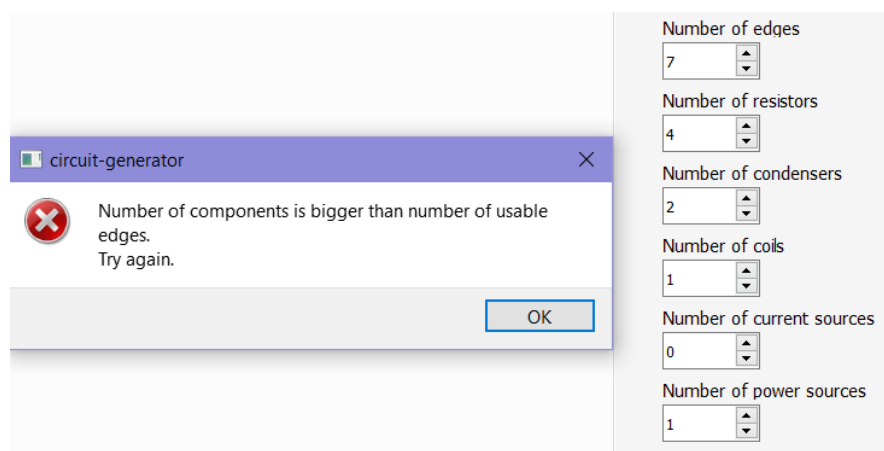 Number of edges
7
Number of resistors
4
circuit-generator
Number of condensers
Number of components is bigger than number of usable
edges.
Try again.
2
Number of coils
1
OK
Number of current sources
0
Number of power sources
1